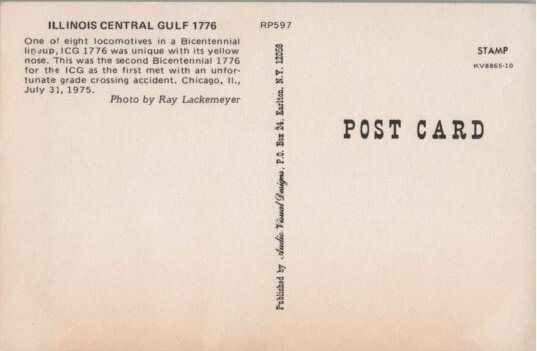 ILLINOIS CENTRAL GULF 1776
RP597
One of eight locomotives in a Bicentennial
lineup, ICG 1776 was unique with its yellow
nose. This was the second Bicentennial 1776
for the ICG as the first met with an unfor-
tunate grade crossing accident. Chicago, Il.,
July 31, 1975.
Photo by Ray Lackemeyer
Published by Audio Visual Designs, P.O. Box 24, Earlton, N.Y. 12058
STAMP
KV8865-10
POST CARD